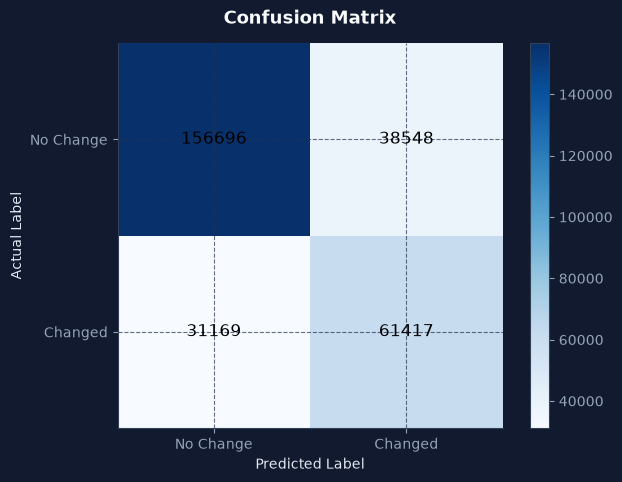 Confusion Matrix
Actual Label
No Change
Changed
156696
38548
31169
61417
No Change
Changed
Predicted Label
140000
120000
100000
80000
60000
40000